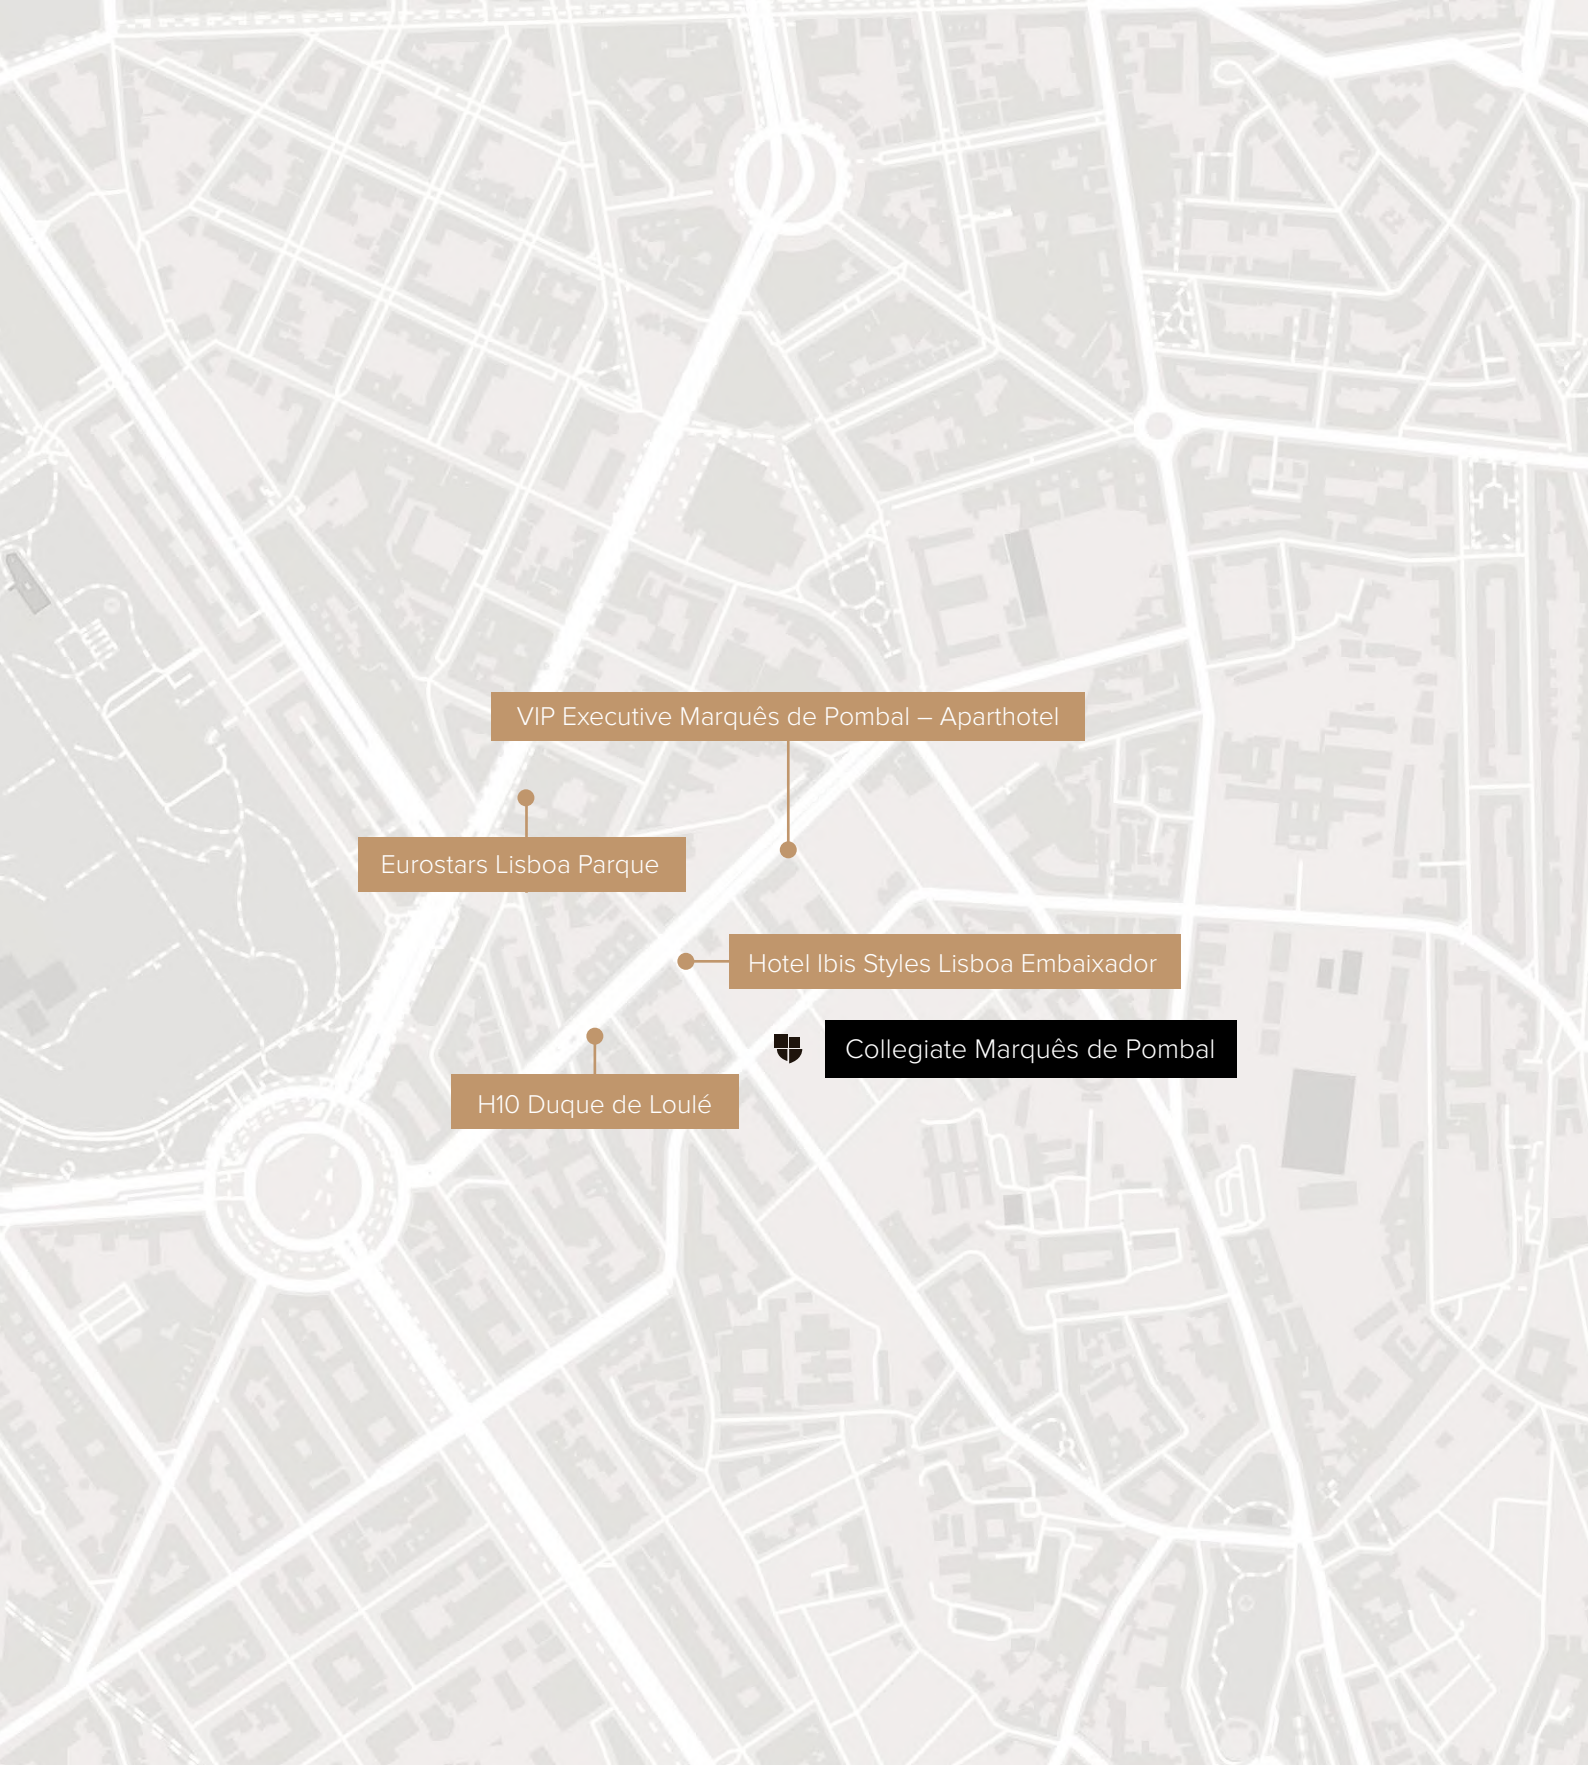 VIP Executive Marquês de Pombal – Aparthotel
Eurostars Lisboa Parque
Hotel Ibis Styles Lisboa Embaixador
Collegiate Marquês de Pombal
H10 Duque de Loulé